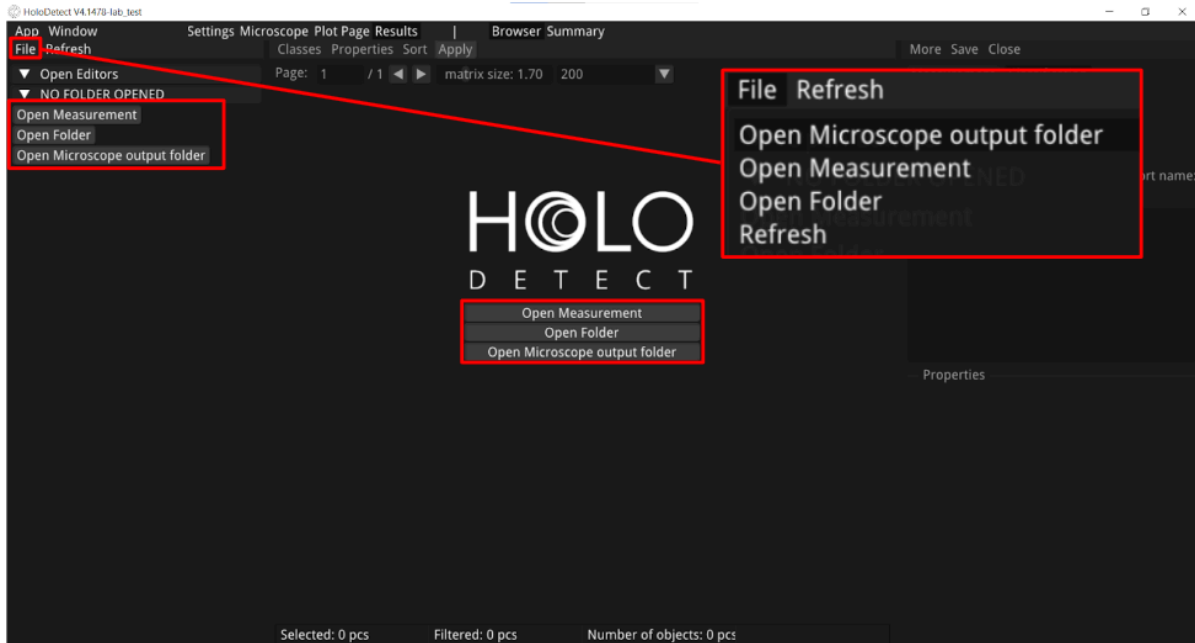 HoloDetect V4.1478-lab_test
App Window Settings Microscope Plot Page Results | Browser Summary
File Refresh Classes Properties Sort Apply More Save Close
Open Editors Page: 1 / 1 matrix size: 1.70 200
NO FOLDER OPENED
Open Measurement
Open Folder
Open Microscope output folder
File Refresh
Open Microscope output folder
Open Measurement
Open Folder
Refresh
HOLO
DETECT
Open Measurement
Open Folder
Open Microscope output folder
Properties
Selected: 0 pcs Filtered: 0 pcs Number of objects: 0 pcs